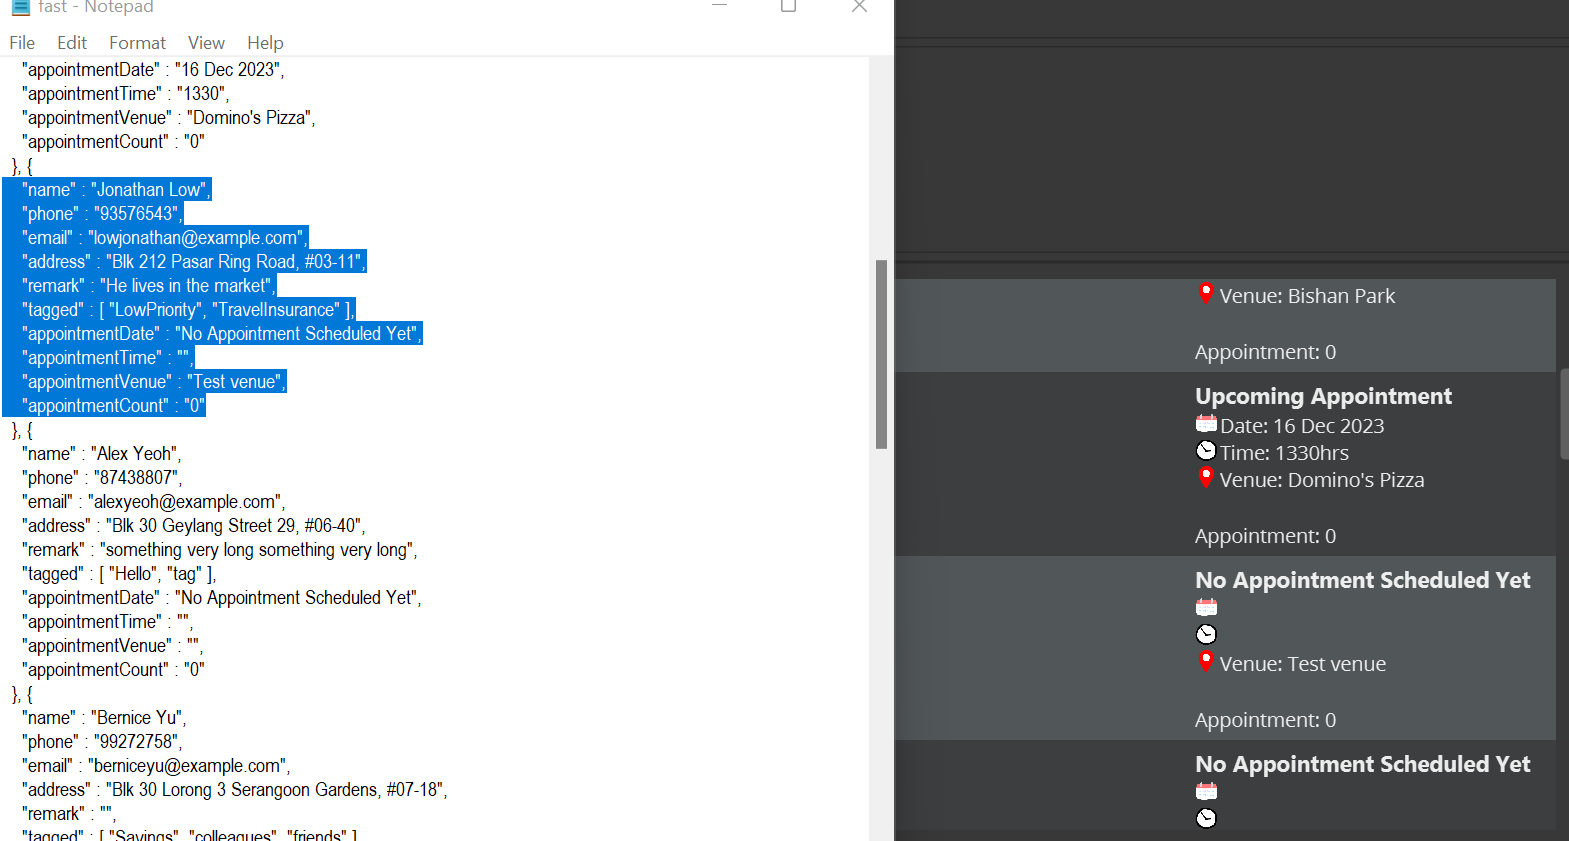 fast - Notepad
File Edit Format View Help
"appointmentDate" : "16 Dec 2023",
"appointmentTime" : "1330",
"appointmentVenue" : "Domino's Pizza",
"appointmentCount" : "0"
}, {
"name" : "Jonathan Low",
"phone" : "93576543",
"email" : "lowjonathan@example.com",
"address" : "Blk 212 Pasar Ring Road, #03-11",
"remark" : "He lives in the market",
"tagged" : [ "LowPriority", "TravelInsurance" ],
"appointmentDate" : "No Appointment Scheduled Yet",
"appointmentTime" : "",
"appointmentVenue" : "Test venue",
"appointmentCount" : "0"
}, {
"name" : "Alex Yeoh",
"phone" : "87438807",
"email" : "alexyeoh@example.com",
"address" : "Blk 30 Geylang Street 29, #06-40",
"remark" : "something very long something very long",
"tagged" : [ "Hello", "tag" ],
"appointmentDate" : "No Appointment Scheduled Yet",
"appointmentTime" : "",
"appointmentVenue" : "",
"appointmentCount" : "0"
}, {
"name" : "Bernice Yu",
"phone" : "99272758",
"email" : "berniceyu@example.com",
"address" : "Blk 30 Lorong 3 Serangoon Gardens, #07-18",
"remark" : "",
"tagged" : [ "Savings", "colleagues", "friends" ]
Venue: Bishan Park
Appointment: 0
Upcoming Appointment
Date: 16 Dec 2023
Time: 1330hrs
Venue: Domino's Pizza
Appointment: 0
No Appointment Scheduled Yet
Venue: Test venue
Appointment: 0
No Appointment Scheduled Yet